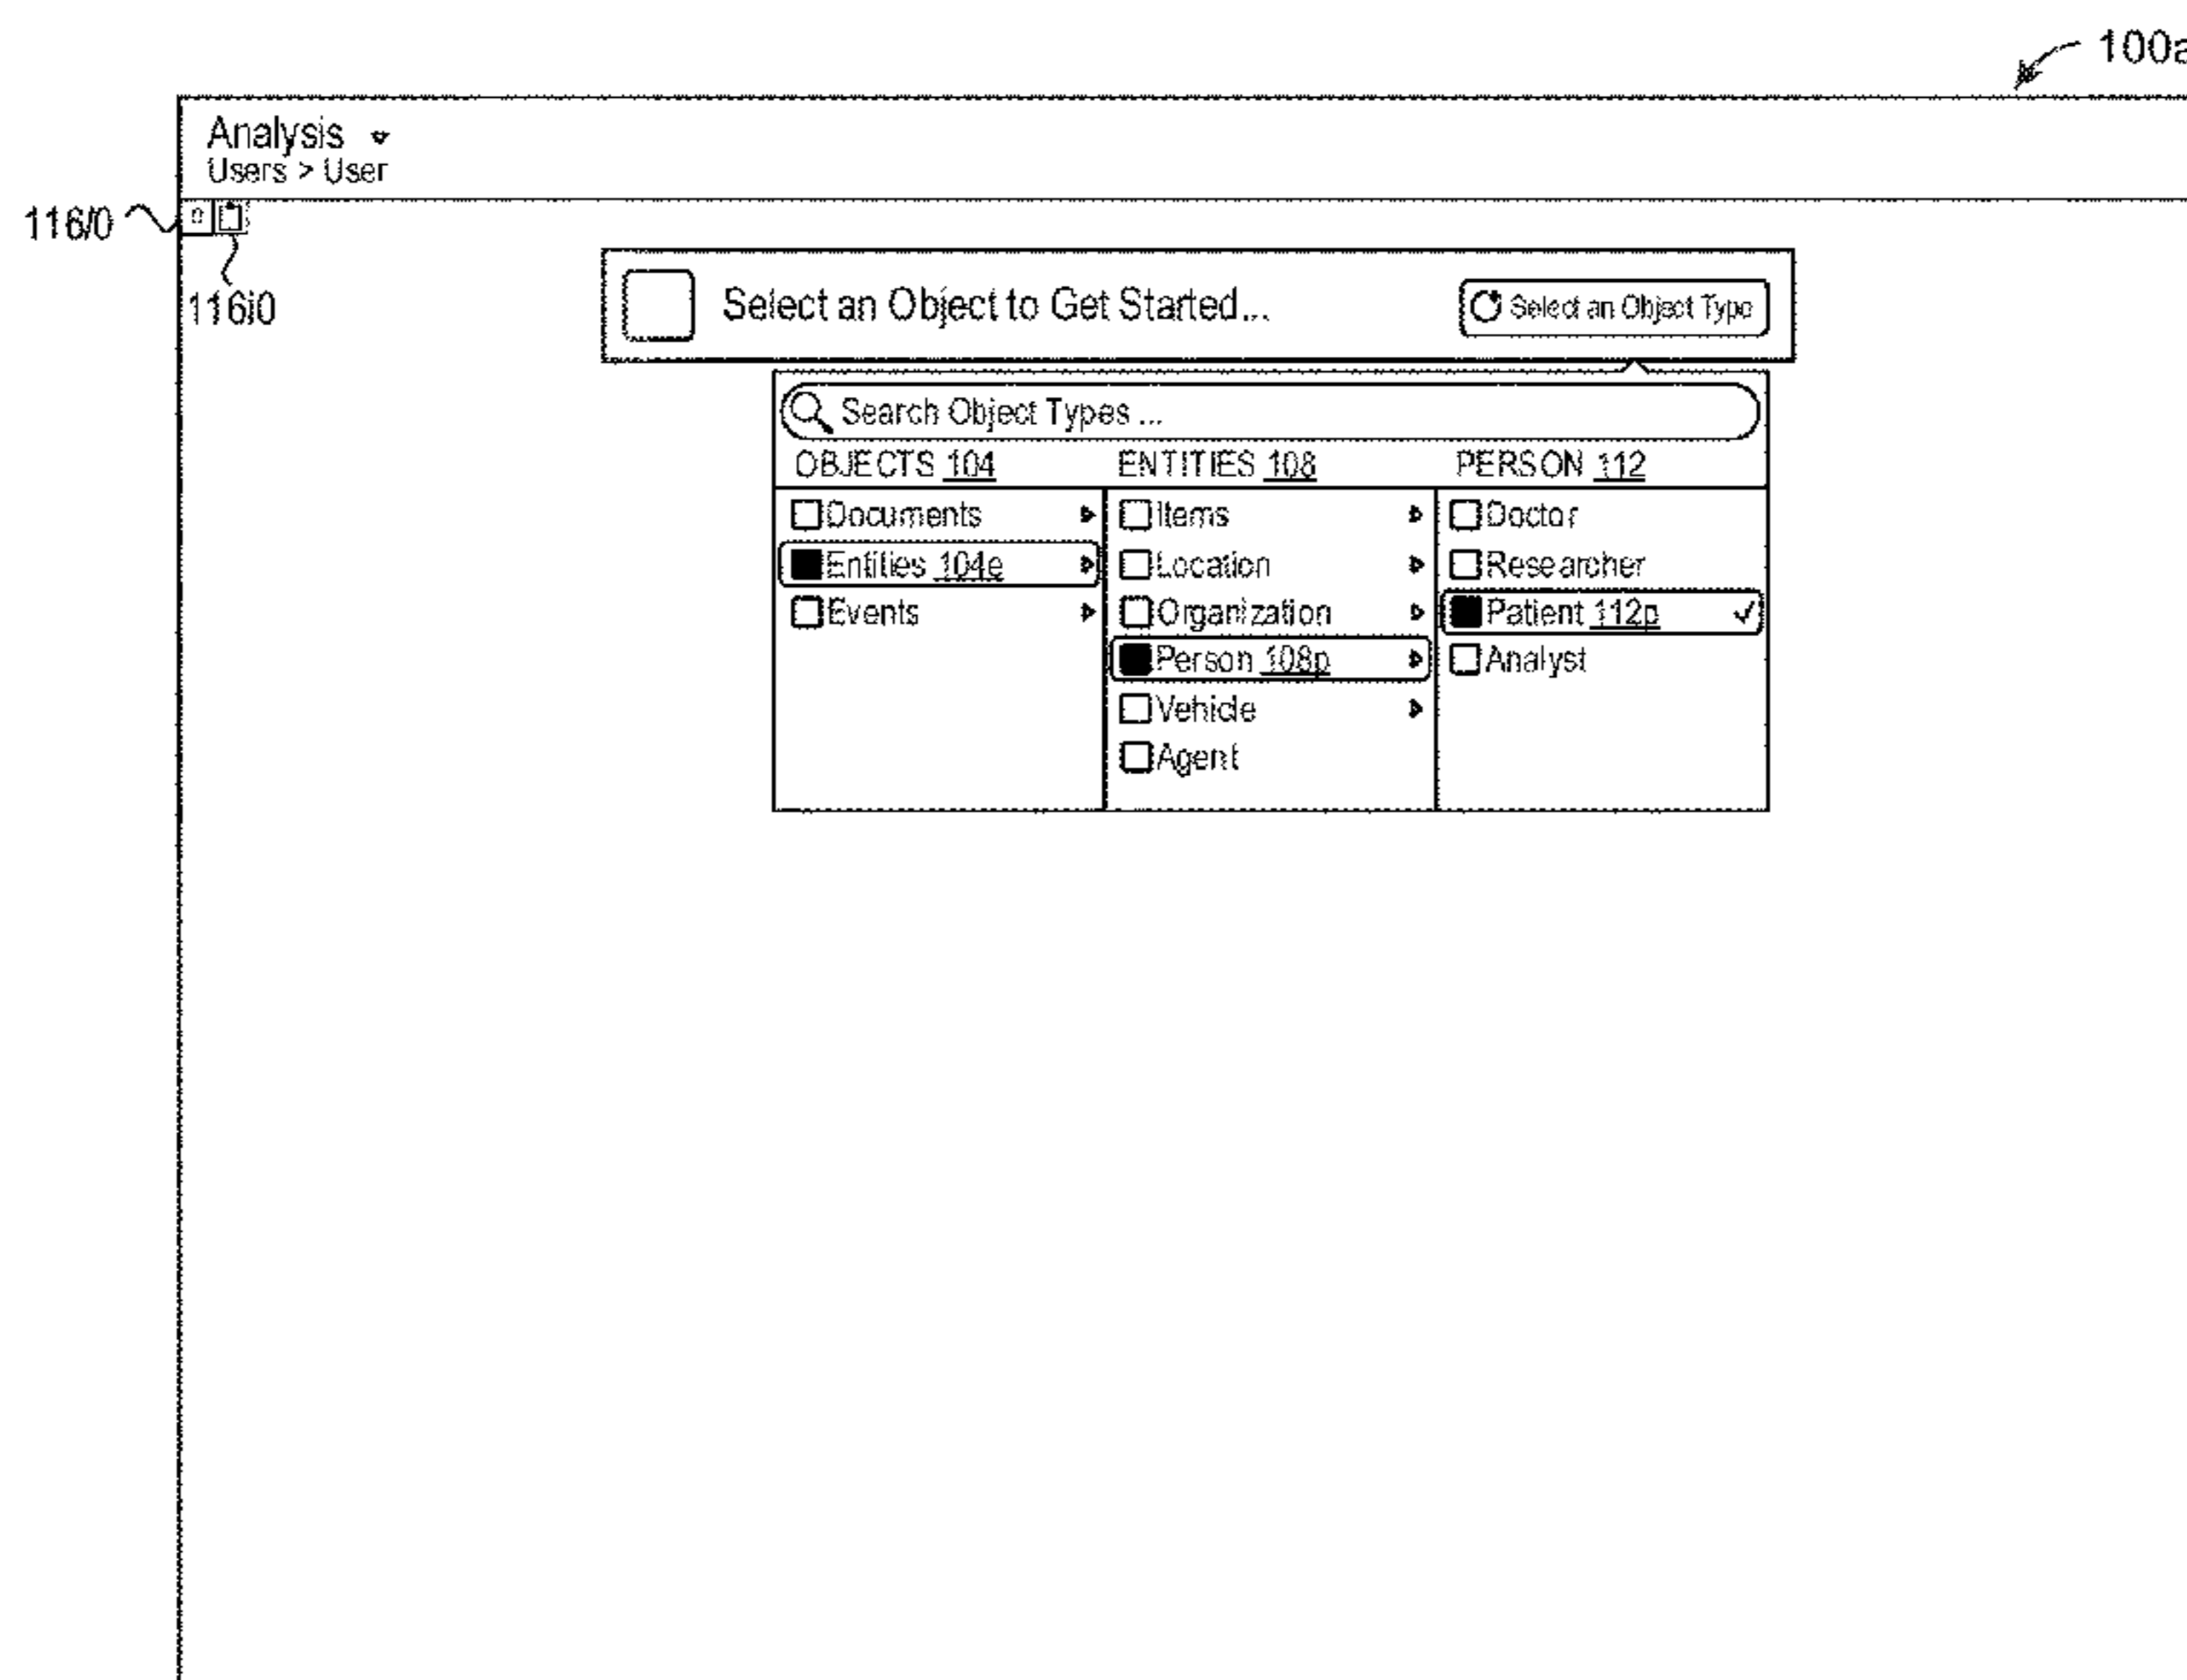 100a
Analysis
Users > User
116i0
Select an Object to Get Started...
Select an Object Type
116j0
Search Object Types ...
OBJECTS 104 ENTITIES 108 PERSON 112
Documents Items Doctor
Entities 104e Location Researcher
Events Organization Patient 112p
Person 108p Analyst
Vehicle
Agent